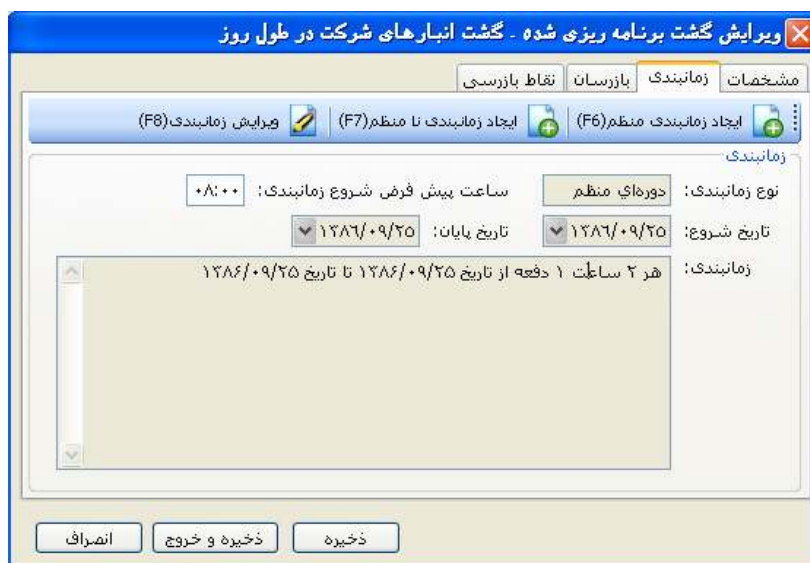 ویرایش گشت برنامه ریزی شده - گشت انبارهای شرکت در طول روز
مشخصات زمانبندی بازرسان نقاط بازرسی
ایجاد زمانبندی منظم(F6) ایجاد زمانبندی نا منظم(F7) ویرایش زمانبندی(F8)
زمانبندی
نوع زمانبندی: دوره‌اي منظم ساعت پیش فرض شروع زمانبندی: ۰۸:۰۰
تاریخ شروع: ۱۳۸۶/۰۹/۲۵ تاریخ پایان: ۱۳۸۶/۰۹/۲۵
زمانبندی: هر ۲ ساعت ۱ دفعه از تاریخ ۱۳۸۶/۰۹/۲۵ تا تاریخ ۱۳۸۶/۰۹/۲۵
ذخیره ذخیره و خروج انصراف